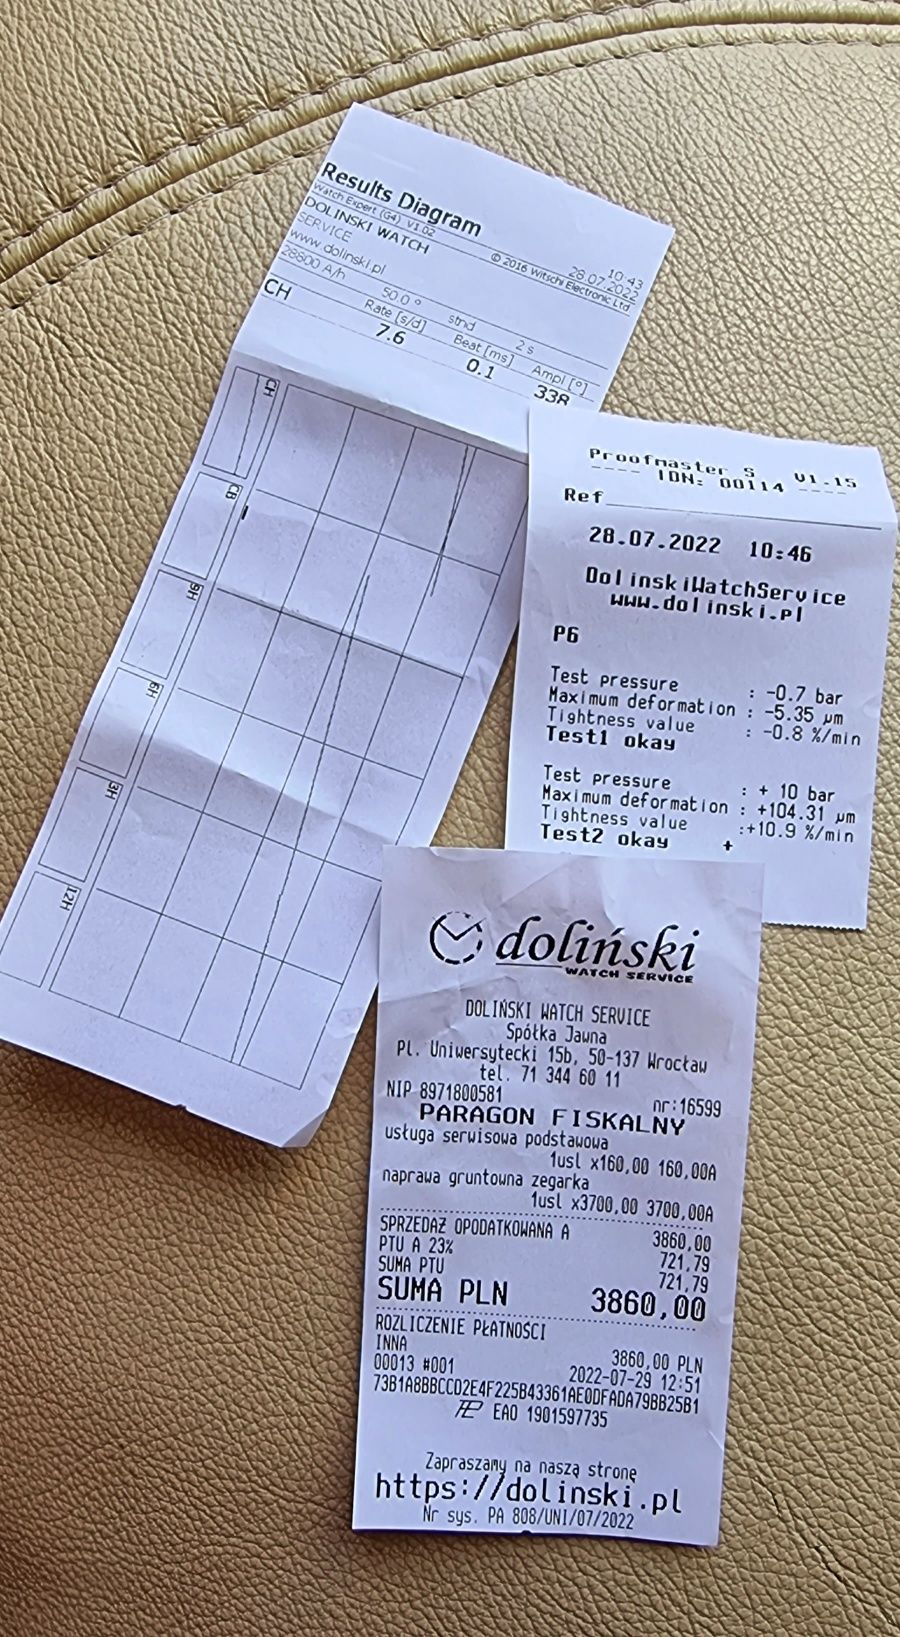 Results Diagram
Watch Expert (G4) V1.02
© 2016 Witschi Electronic Ltd
DOLINSKI WATCH
28.07.2022
10:43
SERVICE
www.dolinski.pl
28800 A/h
50.0 °
stnd
2 s
Rate [s/d]
Beat [ms]
Ampl [°]
CH
7.6
0.1
338
CH
CB
9H
6H
3H
12H
Proofmaster S V1.15
---- IDN: 00114 ----
Ref
28.07.2022 10:46
DolinskiWatchService
www.dolinski.pl
P6
Test pressure : -0.7 bar
Maximum deformation : -5.35 µm
Tightness value : -0.8 %/min
Test1 okay
Test pressure : + 10 bar
Maximum deformation : +104.31 µm
Tightness value :+10.9 %/min
Test2 okay +
doliński
WATCH SERVICE
DOLIŃSKI WATCH SERVICE
Spółka Jawna
Pl. Uniwersytecki 15b, 50-137 Wrocław
tel. 71 344 60 11
NIP 8971800581 nr:16599
PARAGON FISKALNY
usługa serwisowa podstawowa
1usl x160,00 160,00A
naprawa gruntowna zegarka
1usl x3700,00 3700,00A
SPRZEDAŻ OPODATKOWANA A 3860,00
PTU A 23% 721,79
SUMA PTU 721,79
SUMA PLN 3860,00
ROZLICZENIE PŁATNOŚCI
INNA 3860,00 PLN
00013 #001 2022-07-29 12:51
73B1A8BBCCD2E4F225B43361AE0DFADA79BB25B1
EAO 1901597735
Zapraszamy na naszą stronę
https://dolinski.pl
Nr sys. PA 808/UNI/07/2022